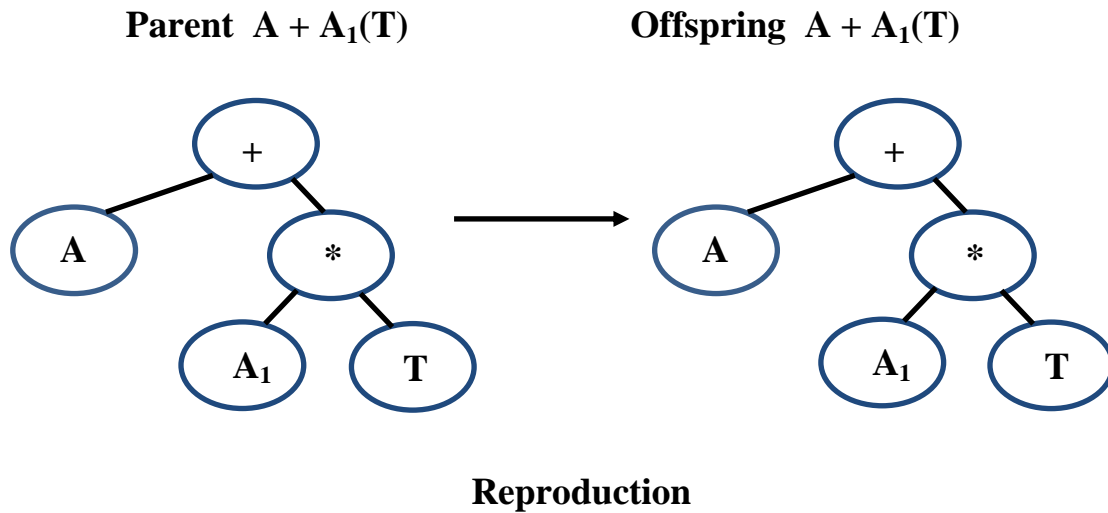 Parent A + A₁(T) Offspring A + A₁(T)
+ +
A * A *
A₁ T A₁ T
Reproduction